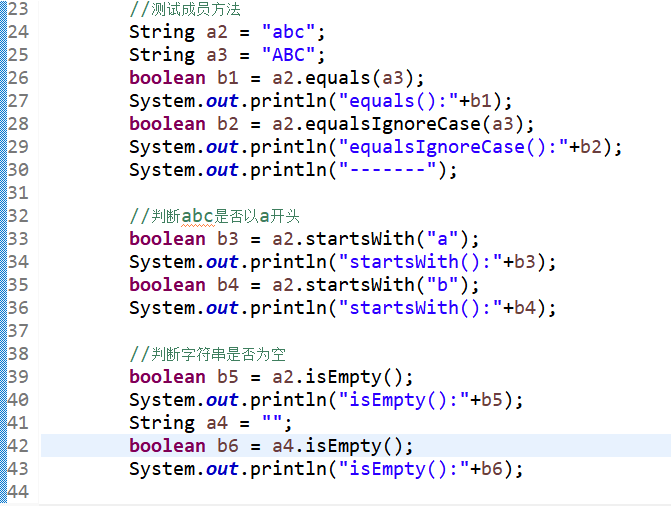 23 //测试成员方法
24 String a2 = "abc";
25 String a3 = "ABC";
26 boolean b1 = a2.equals(a3);
27 System.out.println("equals():"+b1);
28 boolean b2 = a2.equalsIgnoreCase(a3);
29 System.out.println("equalsIgnoreCase():"+b2);
30 System.out.println("-------");
31
32 //判断abc是否以a开头
33 boolean b3 = a2.startsWith("a");
34 System.out.println("startsWith():"+b3);
35 boolean b4 = a2.startsWith("b");
36 System.out.println("startsWith():"+b4);
37
38 //判断字符串是否为空
39 boolean b5 = a2.isEmpty();
40 System.out.println("isEmpty():"+b5);
41 String a4 = "";
42 boolean b6 = a4.isEmpty();
43 System.out.println("isEmpty():"+b6);
44